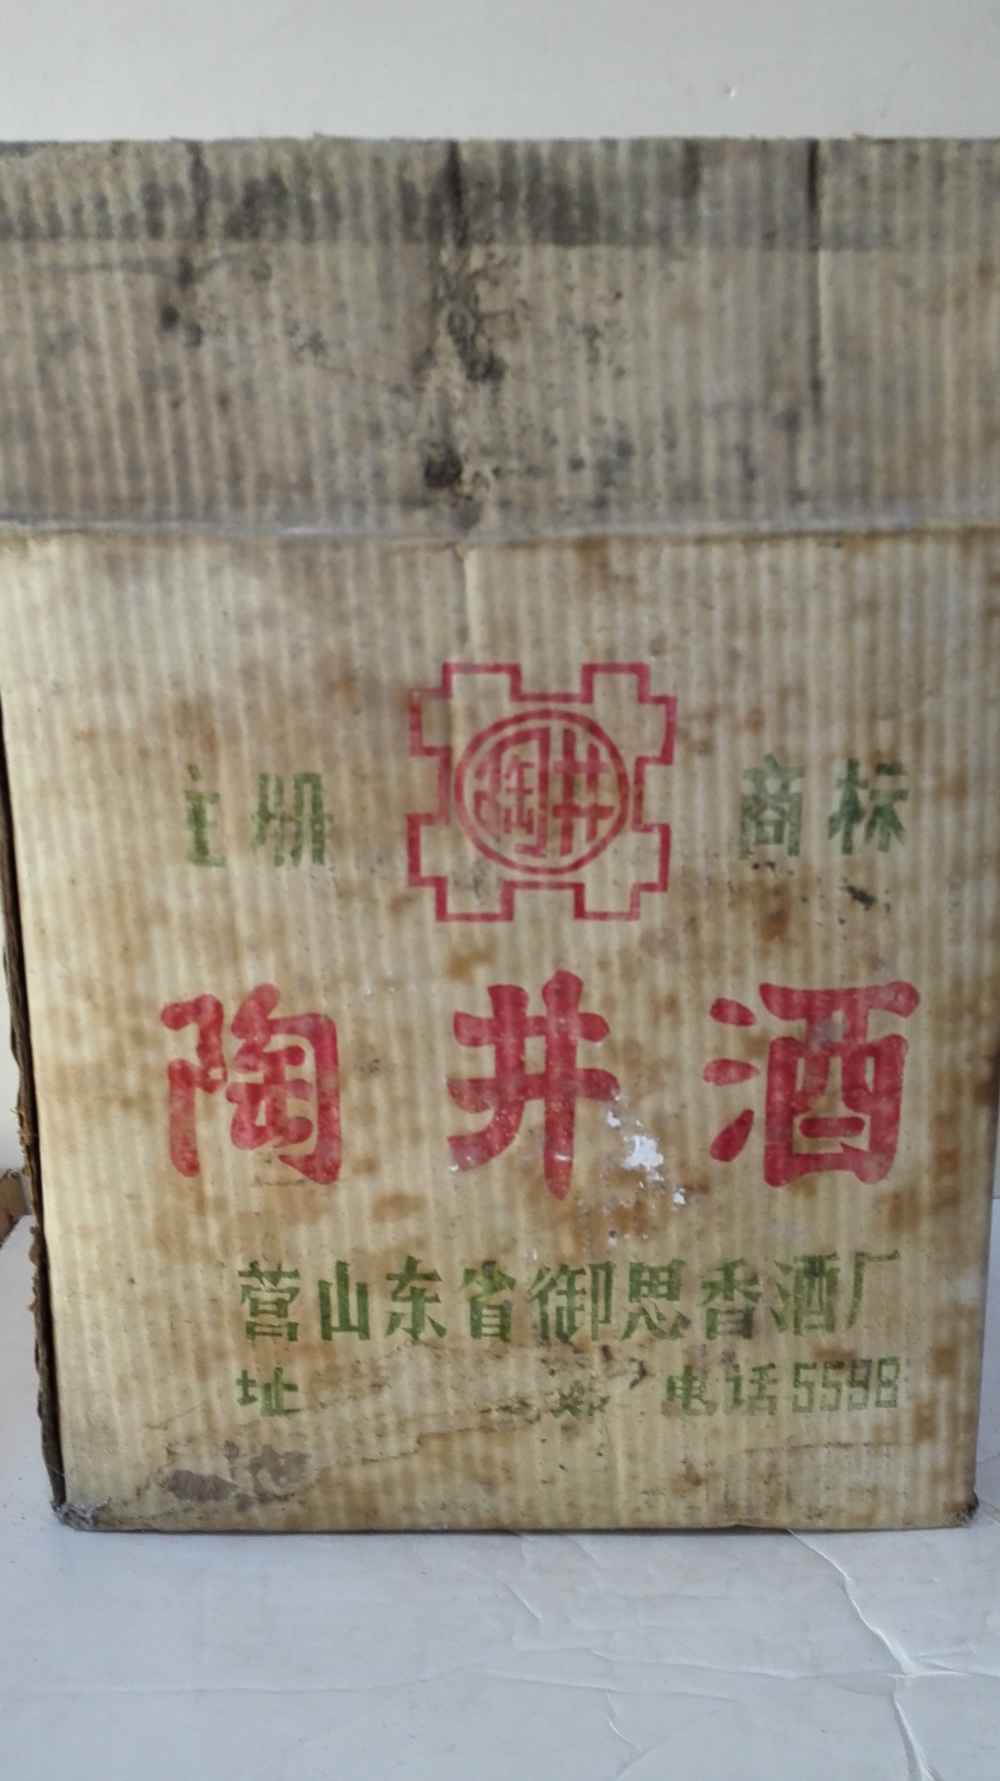 注册 陶井 商标
陶井酒
营山东省御思香酒厂
址 电话5598